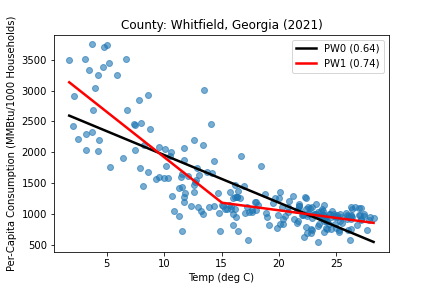 County: Whitfield, Georgia (2021)
Per-Capita Consumption (MMBtu/1000 Households)
3500
3000
2500
2000
1500
1000
500
PW0 (0.64)
PW1 (0.74)
5 10 15 20 25
Temp (deg C)